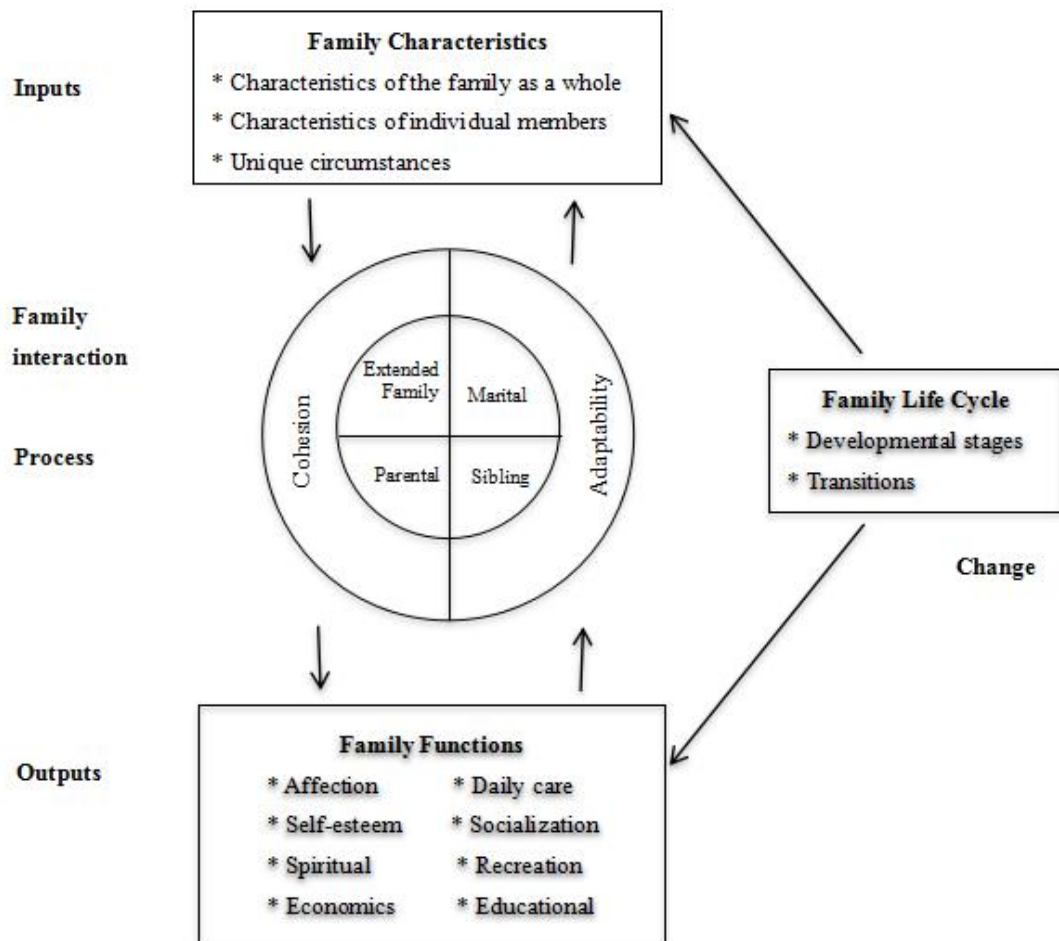 Family Characteristics
* Characteristics of the family as a whole
* Characteristics of individual members
* Unique circumstances
Inputs
Family
interaction
Process
Cohesion
Extended
Family
Marital
Parental
Sibling
Adaptability
Family Life Cycle
* Developmental stages
* Transitions
Change
Outputs
Family Functions
* Affection * Daily care
* Self-esteem * Socialization
* Spiritual * Recreation
* Economics * Educational